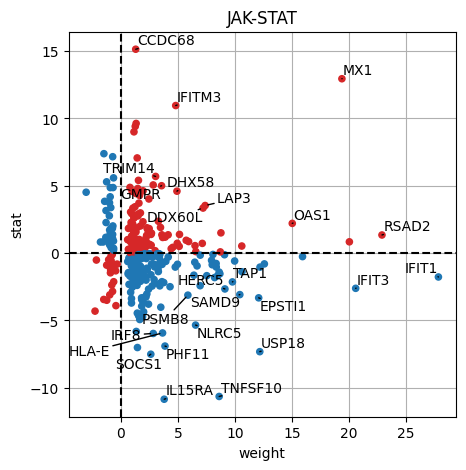 JAK-STAT
CCDC68
MX1
IFITM3
TRIM14
DHX58
GMPR
LAP3
DDX60L
OAS1
RSAD2
HERC5
TAP1
IFIT1
IFIT3
SAMD9
EPSTI1
PSMB8
IRF8
NLRC5
HLA-E
PHF11
USP18
SOCS1
IL15RA
TNFSF10
stat
15
10
5
0
−5
−10
0
5
10
15
20
25
weight